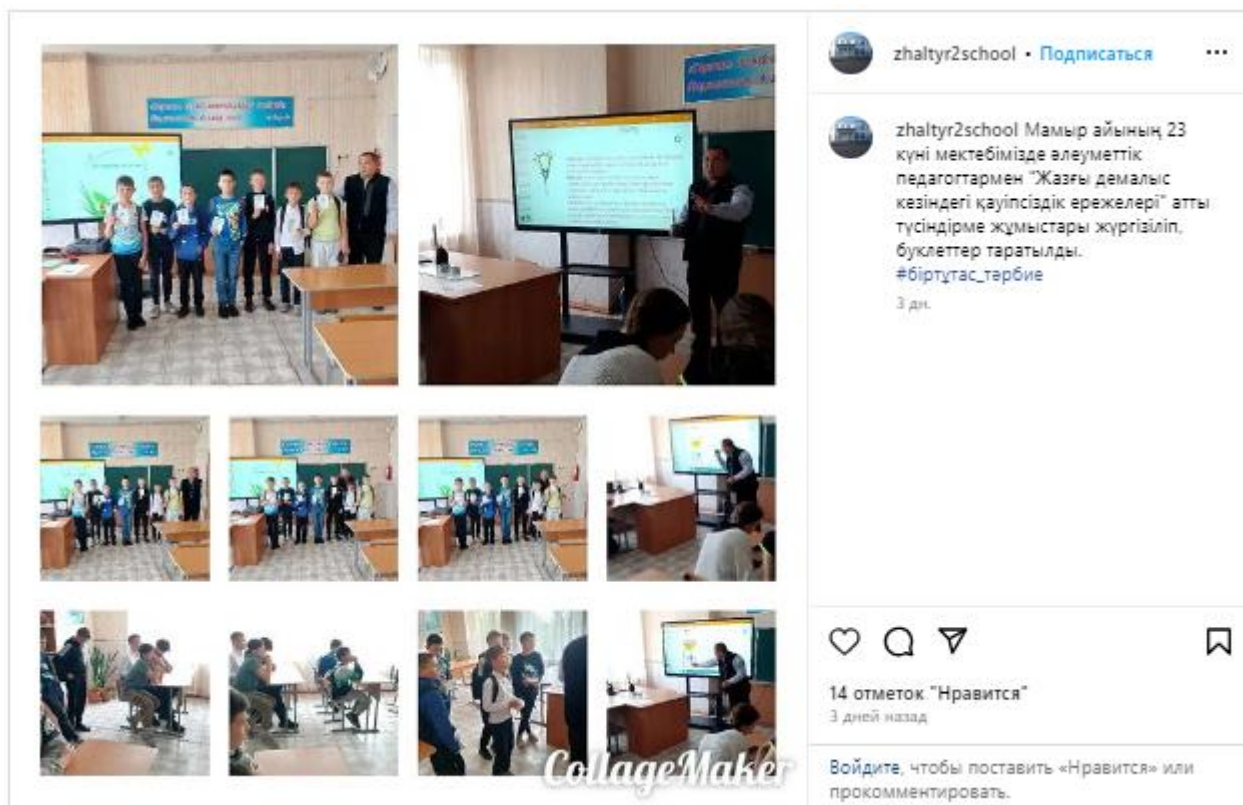 zhaltyr2school • Подписаться
zhaltyr2school Мамыр айының 23
күні мектебімізде әлеуметтік
педагогтармен "Жазғы демалыс
кезіндегі қауіпсіздік ережелері" атты
түсіндірме жұмыстары жүргізіліп,
буклеттер таратылды.
#біртұтас_тәрбие
3 дн.
14 отметок "Нравится"
3 дней назад
Войдите, чтобы поставить «Нравится» или
прокомментировать.
CollageMaker